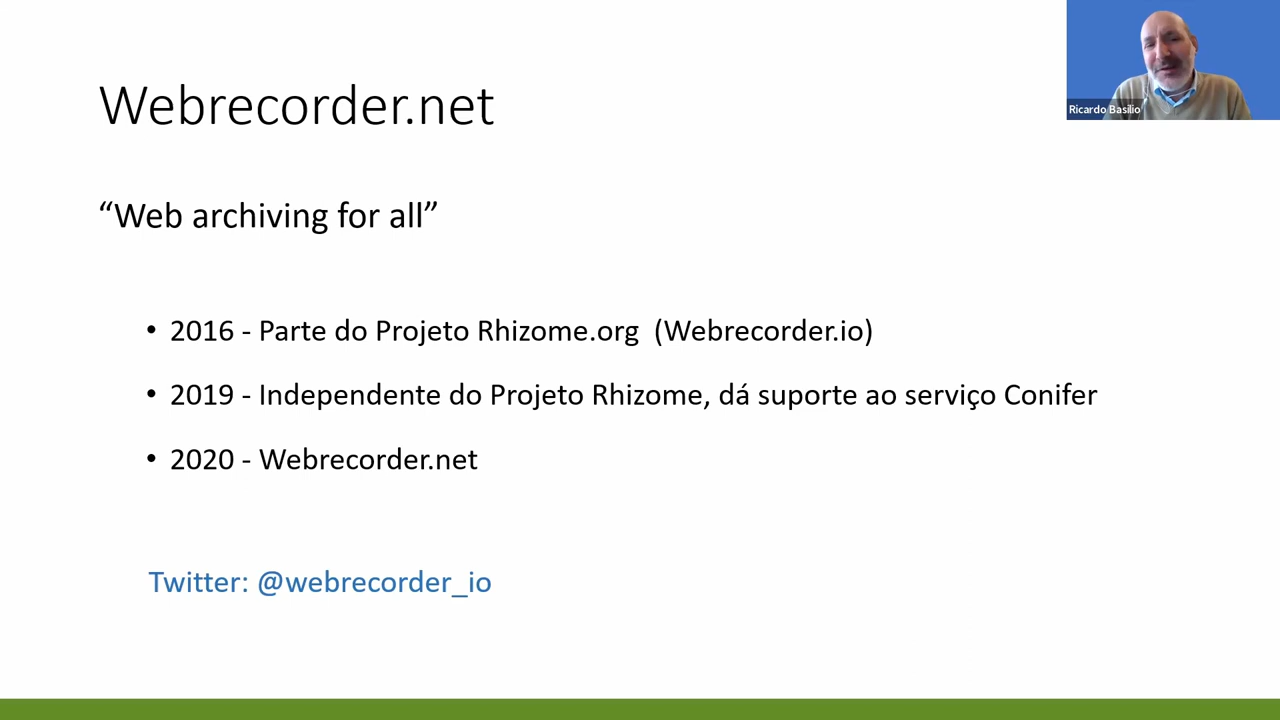 Webrecorder.net
Ricardo Basílio
“Web archiving for all”
• 2016 - Parte do Projeto Rhizome.org (Webrecorder.io)
• 2019 - Independente do Projeto Rhizome, dá suporte ao serviço Conifer
• 2020 - Webrecorder.net
Twitter: @webrecorder_io